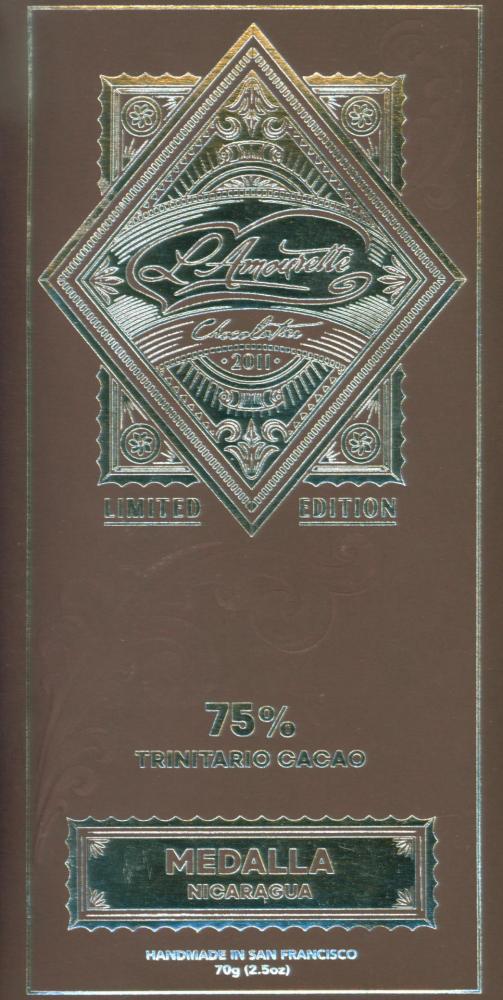 L'Amourette
Chocolatier
· 2011 ·
LIMITED EDITION
75%
TRINITARIO CACAO
MEDALLA
NICARAGUA
HANDMADE IN SAN FRANCISCO
70g (2.5oz)